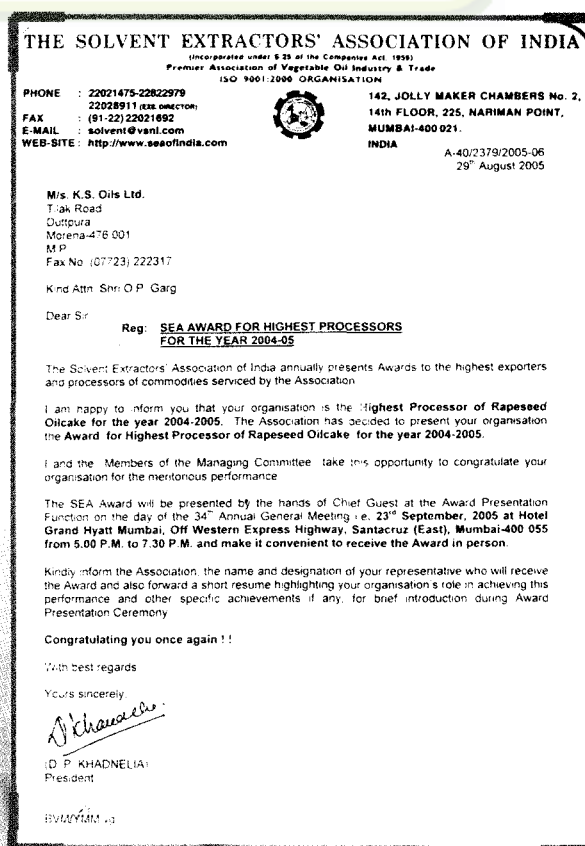 THE SOLVENT EXTRACTORS' ASSOCIATION OF INDIA
(Incorporated under § 25 of the Companies Act. 1956)
Premier Association of Vegetable Oil Industry & Trade
ISO 9001:2000 ORGANISATION
PHONE : 22021475-22822979
22028911 (EXE. DIRECTOR)
FAX : (91-22) 22021692
E-MAIL : solvent@vsnl.com
WEB-SITE : http://www.seaofindia.com
142, JOLLY MAKER CHAMBERS No. 2,
14th FLOOR, 225, NARIMAN POINT,
MUMBAI-400 021.
INDIA
A-40/2379/2005-06
29th August 2005
M/s. K.S. Oils Ltd.
Tilak Road
Duttpura
Morena-476 001
M P
Fax No (07723) 222317
Kind Attn Shri O P Garg
Dear Sir
Reg: SEA AWARD FOR HIGHEST PROCESSORS
FOR THE YEAR 2004-05
The Solvent Extractors' Association of India annually presents Awards to the highest exporters
and processors of commodities serviced by the Association
I am happy to inform you that your organisation is the Highest Processor of Rapeseed
Oilcake for the year 2004-2005. The Association has decided to present your organisation
the Award for Highest Processor of Rapeseed Oilcake for the year 2004-2005.
I and the Members of the Managing Committee take this opportunity to congratulate your
organisation for the meritorious performance
The SEA Award will be presented by the hands of Chief Guest at the Award Presentation
Function on the day of the 34th Annual General Meeting i.e. 23rd September, 2005 at Hotel
Grand Hyatt Mumbai, Off Western Express Highway, Santacruz (East), Mumbai-400 055
from 5.00 P.M. to 7.30 P.M. and make it convenient to receive the Award in person.
Kindly inform the Association, the name and designation of your representative who will receive
the Award and also forward a short resume highlighting your organisation's role in achieving this
performance and other specific achievements if any, for brief introduction during Award
Presentation Ceremony
Congratulating you once again ! !
With best regards
Yours sincerely,
(D P KHADNELIA)
President